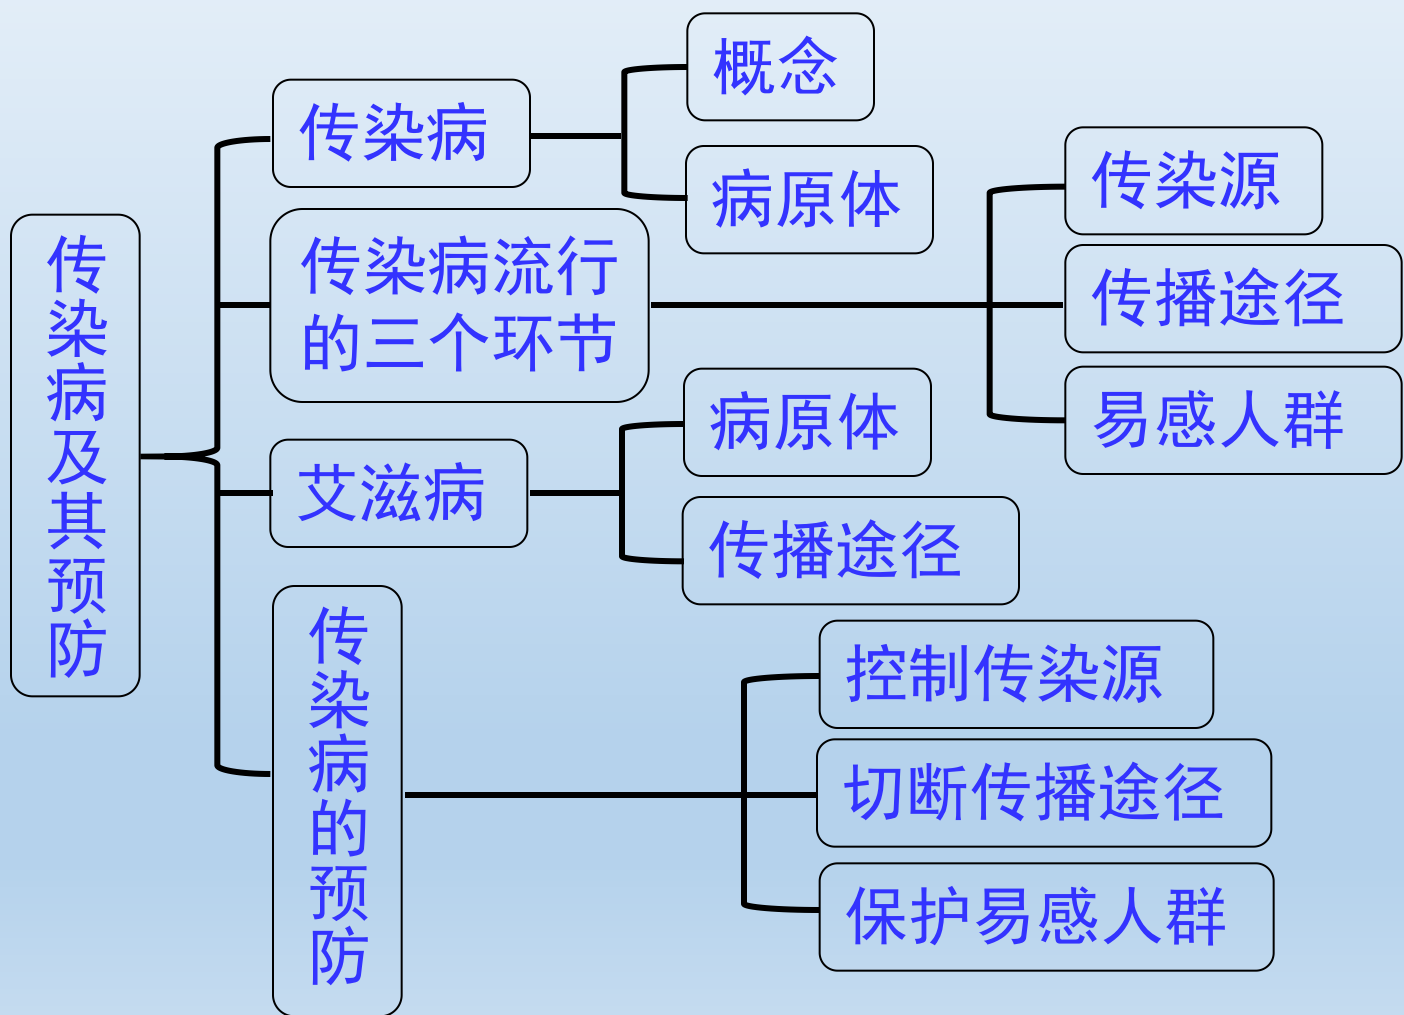 传染病及其预防
传染病
概念
病原体
传染病流行
的三个环节
传染源
传播途径
易感人群
艾滋病
病原体
传播途径
传染病的预防
控制传染源
切断传播途径
保护易感人群